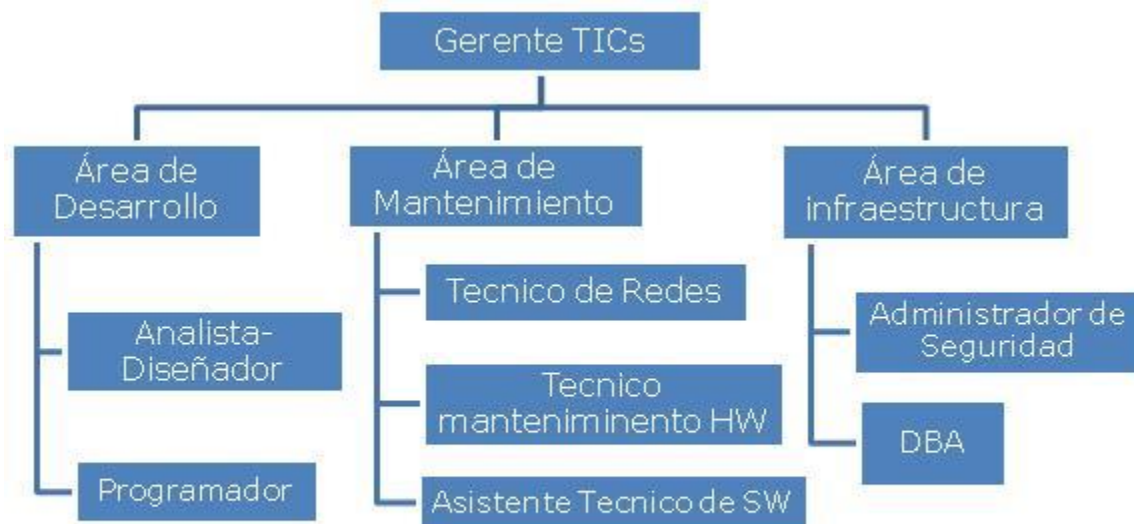 Gerente TICs
Área de
Desarrollo
Analista-
Diseñador
Programador
Área de
Mantenimiento
Tecnico de Redes
Tecnico
manteniminento HW
Asistente Tecnico de SW
Área de
infraestructura
Administrador de
Seguridad
DBA